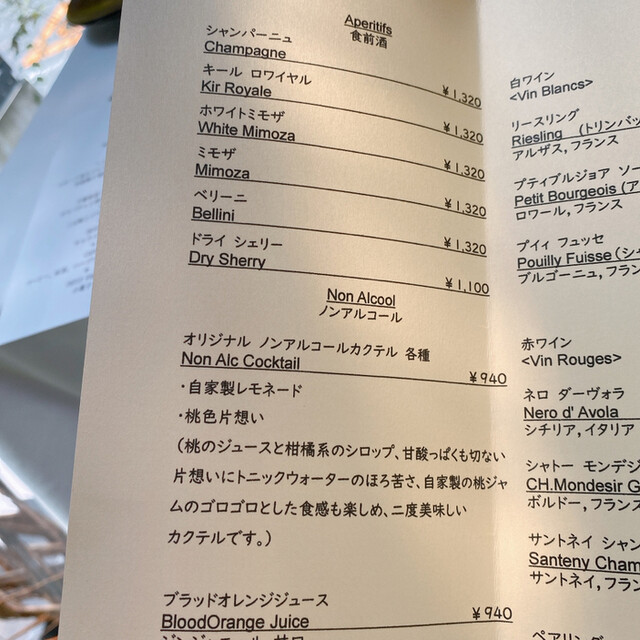 Aperitifs
食前酒
シャンパーニュ
Champagne ¥1,320
キール ロワイヤル
Kir Royale ¥1,320
ホワイトミモザ
White Mimoza ¥1,320
ミモザ
Mimoza ¥1,320
ベリーニ
Bellini ¥1,320
ドライ シェリー
Dry Sherry ¥1,100
Non Alcool
ノンアルコール
オリジナル ノンアルコールカクテル 各種
Non Alc Cocktail ¥940
・自家製レモネード
・桃色片想い
(桃のジュースと柑橘系のシロップ、甘酸っぱくも切ない
片想いにトニックウォーターのほろ苦さ、自家製の桃ジャ
ムのゴロゴロとした食感も楽しめ、二度美味しい
カクテルです。)
ブラッドオレンジジュース
BloodOrange Juice ¥940
白ワイン
<Vin Blancs>
リースリング
Riesling (トリンバッ
アルザス,フランス
プティブルジョア ソー
Petit Bourgeois (ア
ロワール,フランス
プイィ フュッセ
Pouilly Fuisse (シャ
ブルゴーニュ,フラン
赤ワイン
<Vin Rouges>
ネロ ダーヴォラ
Nero d' Avola
シチリア,イタリア
シャトー モンデジ
CH.Mondesir G
ボルドー,フランス
サントネイ シャン
Santeny Cham
サントネイ,フラ
ペアリング